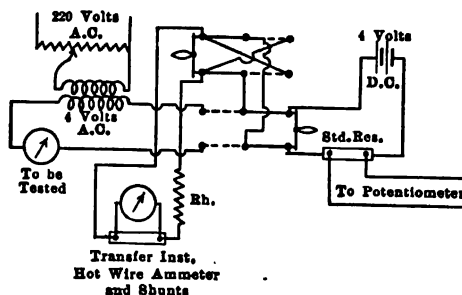 220 Volts
A.C.
4 Volts
A.C.
4 Volts
D.C.
Std.Res.
To be
Tested
Rh.
To Potentiometer
Transfer Inst.
Hot Wire Ammeter
and Shunts